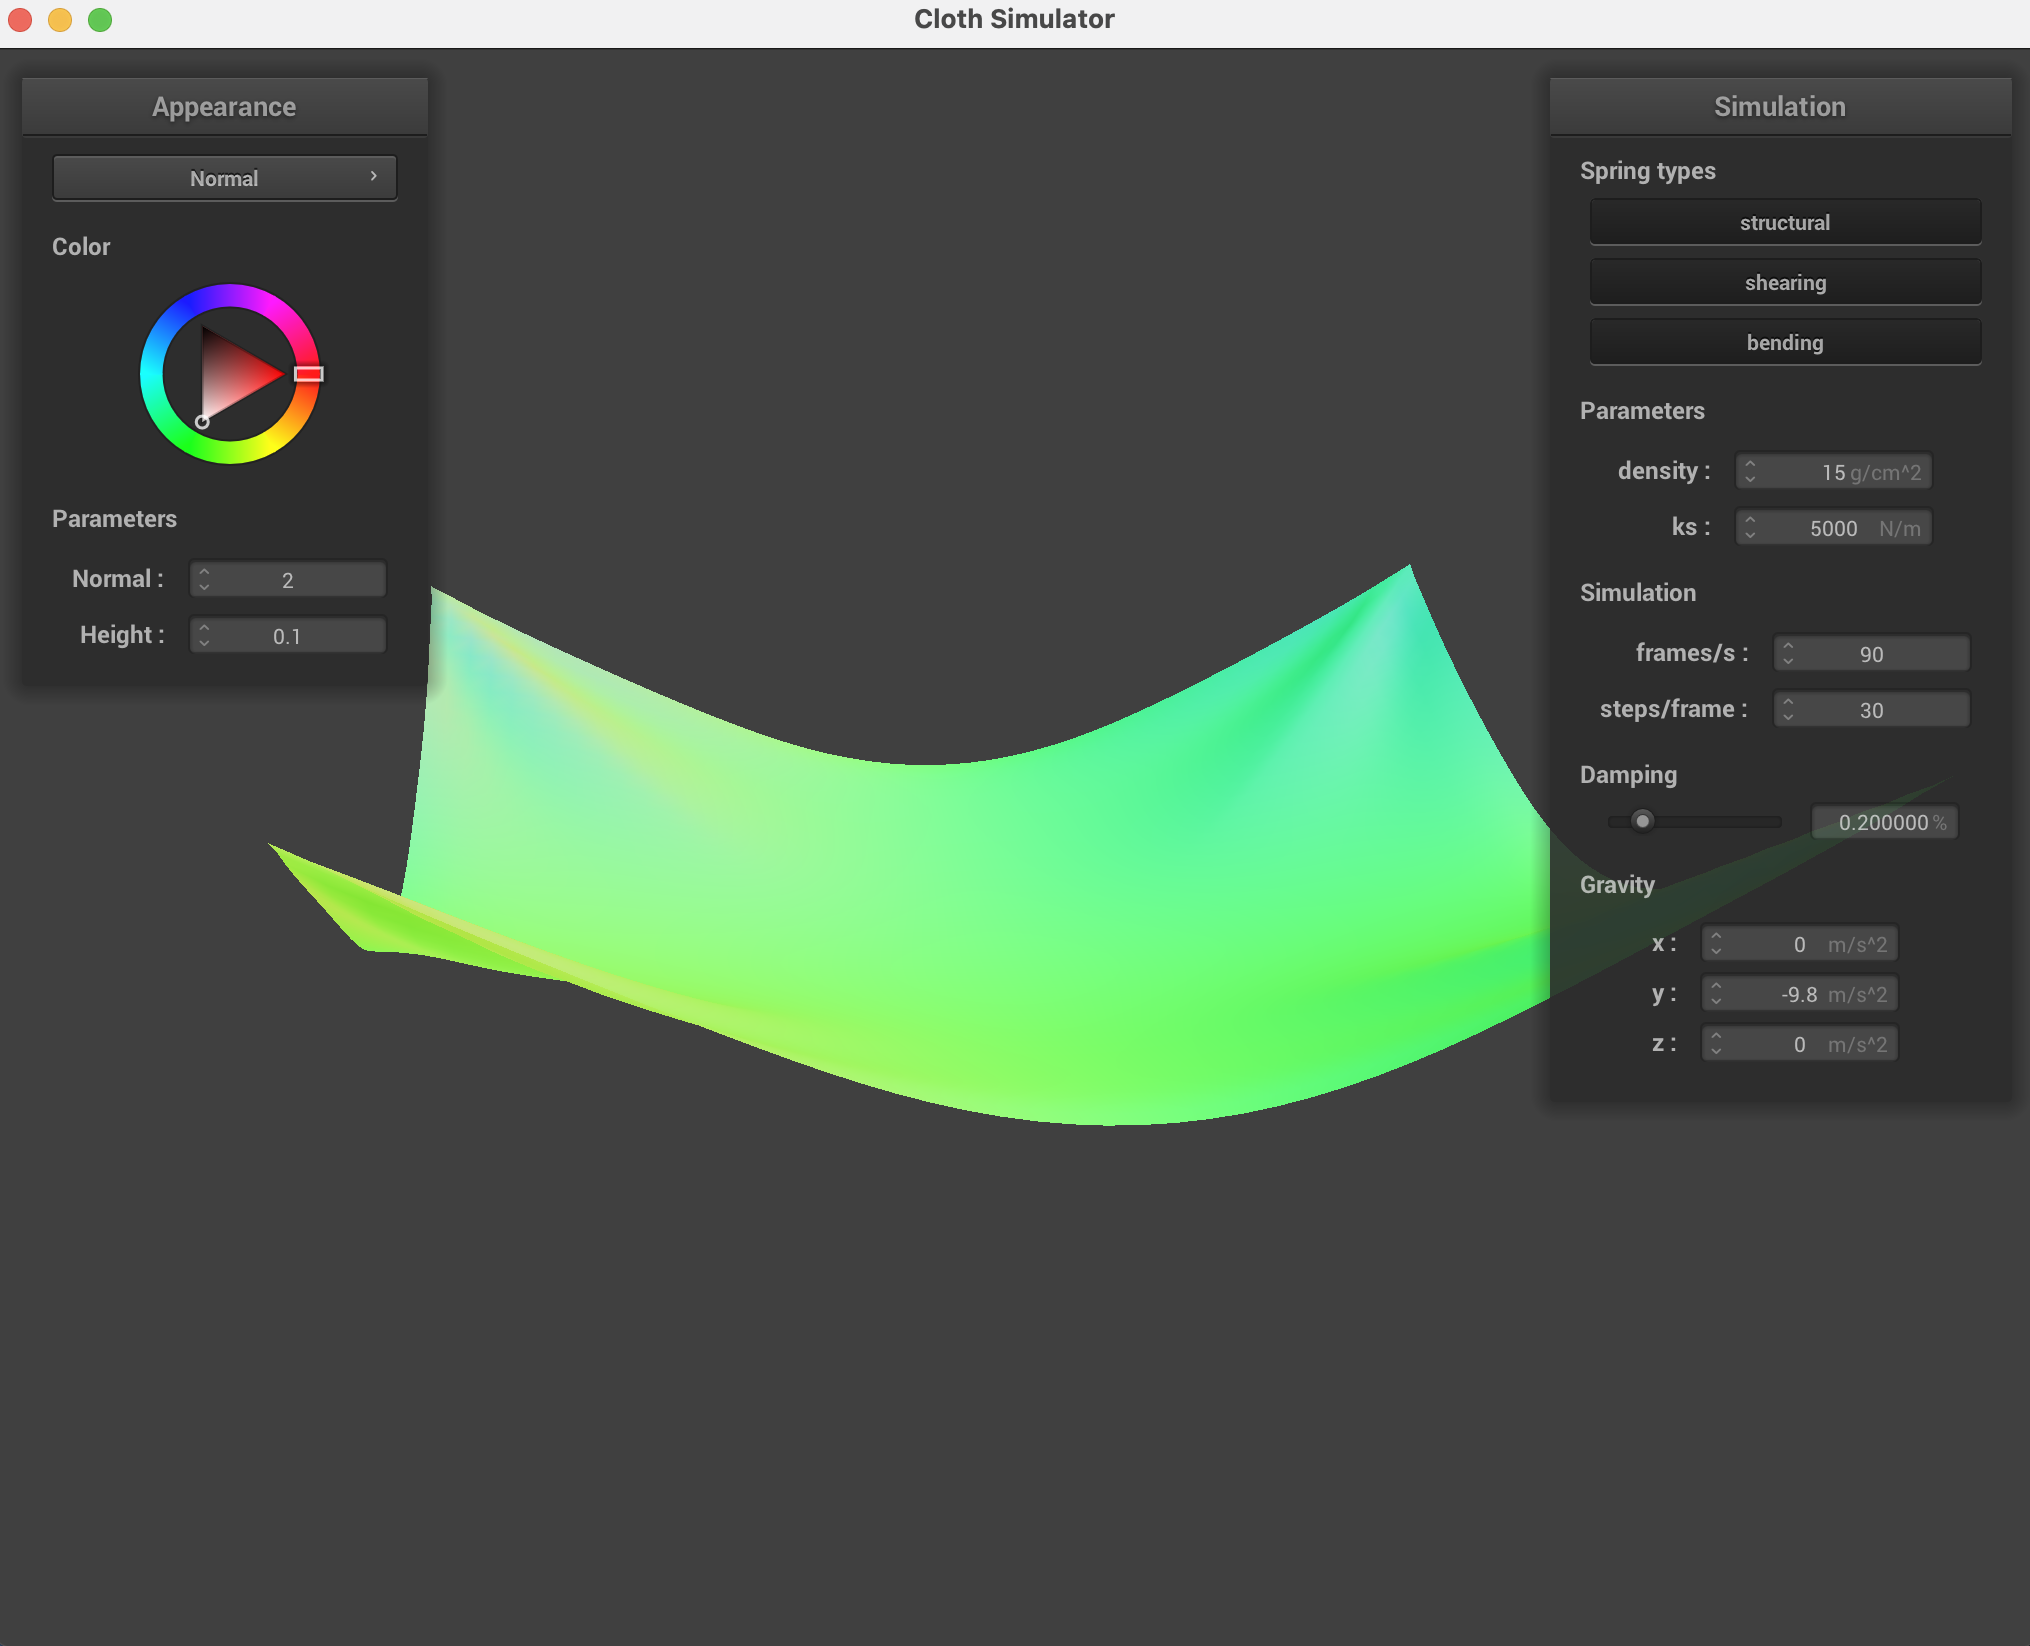 Cloth Simulator
Appearance
Normal
Color
Parameters
Normal : 2
Height : 0.1
Simulation
Spring types
structural
shearing
bending
Parameters
density : 15 g/cm^2
ks : 5000 N/m
Simulation
frames/s : 90
steps/frame : 30
Damping
0.200000 %
Gravity
x : 0 m/s^2
y : -9.8 m/s^2
z : 0 m/s^2